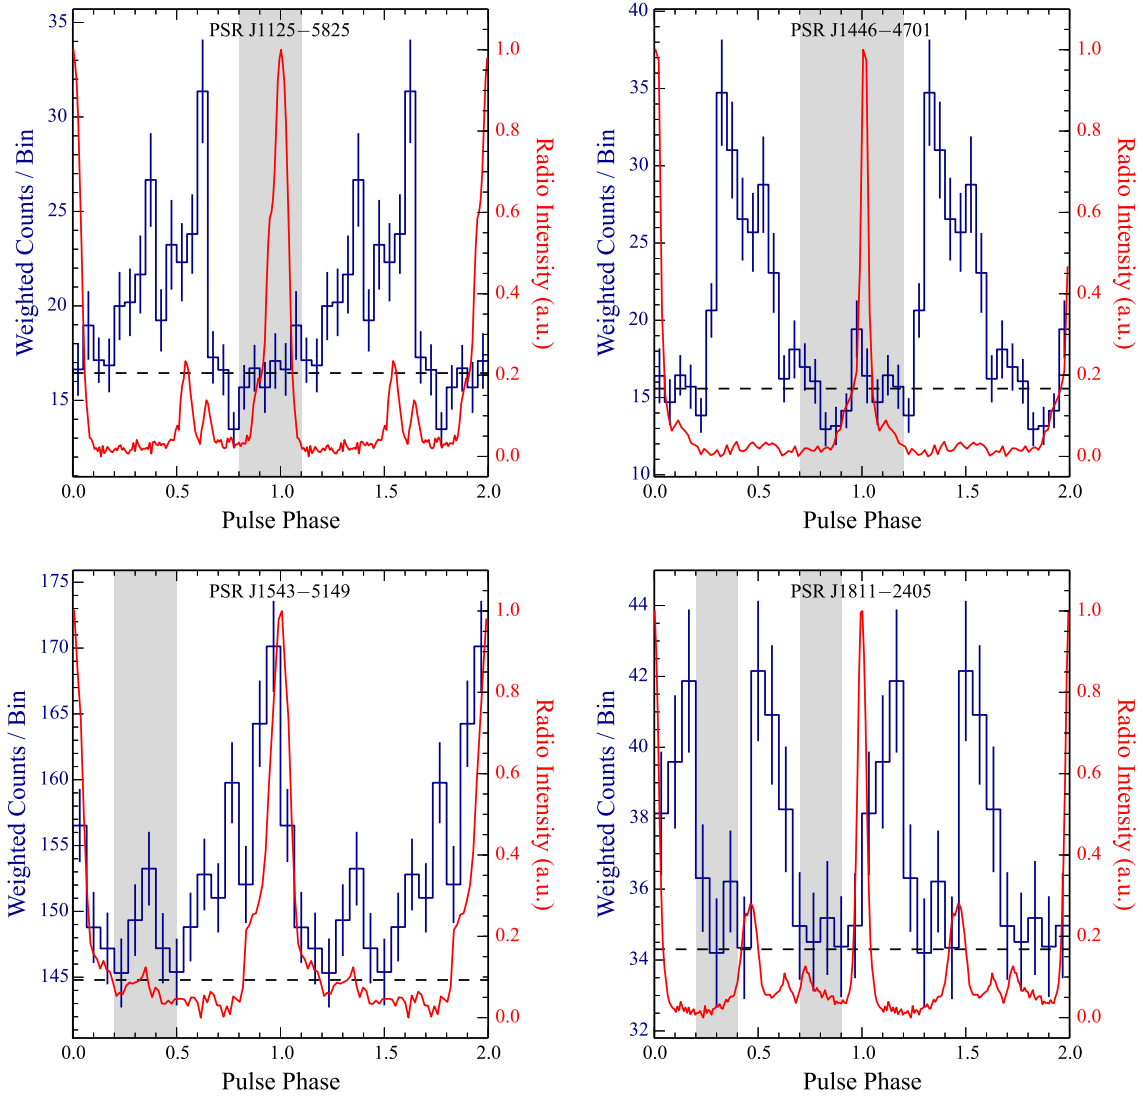 PSR J1125−5825
Weighted Counts / Bin
35
30
25
20
15
1.0
0.8
0.6
0.4
0.2
0.0
Radio Intensity (a.u.)
0.0 0.5 1.0 1.5 2.0
Pulse Phase
PSR J1446−4701
Weighted Counts / Bin
40
35
30
25
20
15
10
1.0
0.8
0.6
0.4
0.2
0.0
Radio Intensity (a.u.)
0.0 0.5 1.0 1.5 2.0
Pulse Phase
PSR J1543−5149
Weighted Counts / Bin
175
170
165
160
155
150
145
1.0
0.8
0.6
0.4
0.2
0.0
Radio Intensity (a.u.)
0.0 0.5 1.0 1.5 2.0
Pulse Phase
PSR J1811−2405
Weighted Counts / Bin
44
42
40
38
36
34
32
1.0
0.8
0.6
0.4
0.2
0.0
Radio Intensity (a.u.)
0.0 0.5 1.0 1.5 2.0
Pulse Phase